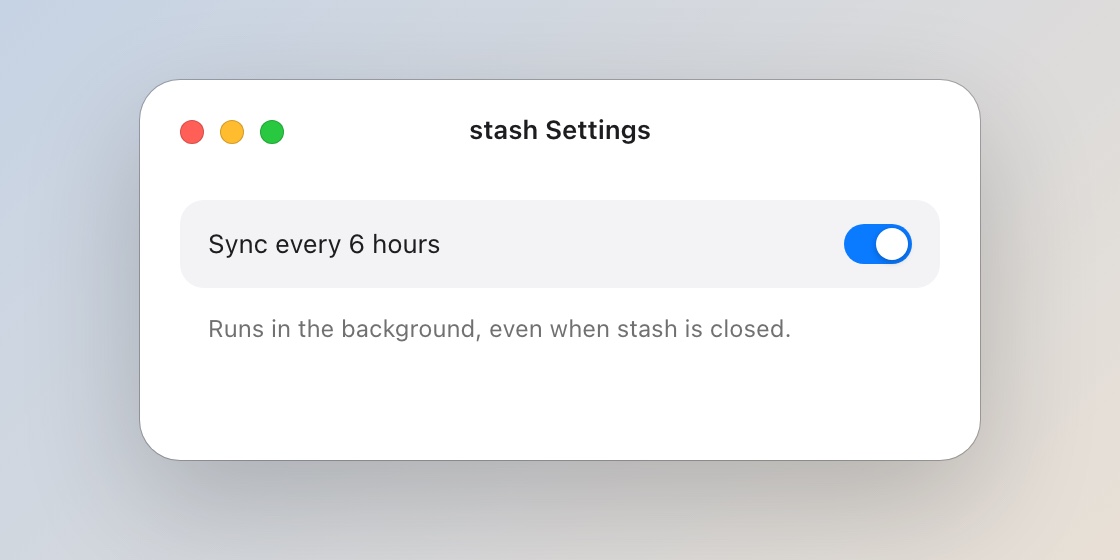 stash Settings
Sync every 6 hours
Runs in the background, even when stash is closed.